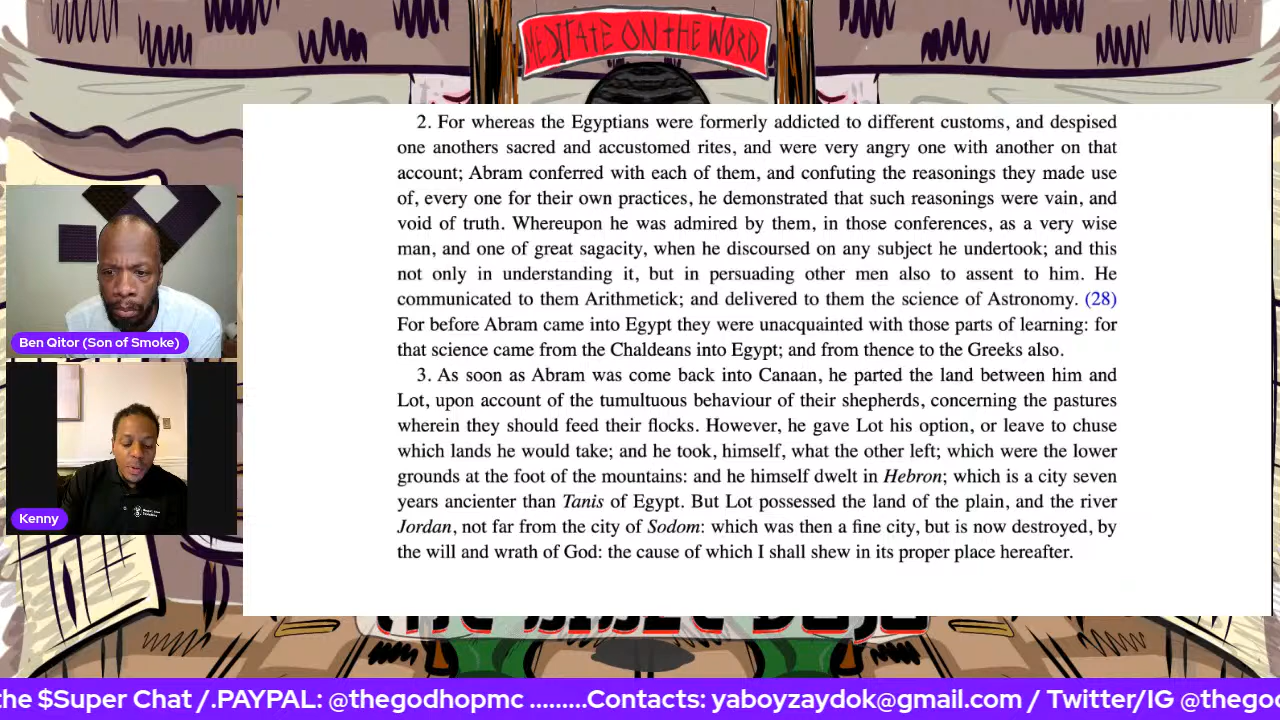 MEDITATE ON THE WORD
2. For whereas the Egyptians were formerly addicted to different customs, and despised
one anothers sacred and accustomed rites, and were very angry one with another on that
account; Abram conferred with each of them, and confuting the reasonings they made use
of, every one for their own practices, he demonstrated that such reasonings were vain, and
void of truth. Whereupon he was admired by them, in those conferences, as a very wise
man, and one of great sagacity, when he discoursed on any subject he undertook; and this
not only in understanding it, but in persuading other men also to assent to him. He
communicated to them Arithmetick; and delivered to them the science of Astronomy. (28)
For before Abram came into Egypt they were unacquainted with those parts of learning: for
that science came from the Chaldeans into Egypt; and from thence to the Greeks also.
3. As soon as Abram was come back into Canaan, he parted the land between him and
Lot, upon account of the tumultuous behaviour of their shepherds, concerning the pastures
wherein they should feed their flocks. However, he gave Lot his option, or leave to chuse
which lands he would take; and he took, himself, what the other left; which were the lower
grounds at the foot of the mountains: and he himself dwelt in Hebron; which is a city seven
years ancienter than Tanis of Egypt. But Lot possessed the land of the plain, and the river
Jordan, not far from the city of Sodom: which was then a fine city, but is now destroyed, by
the will and wrath of God: the cause of which I shall shew in its proper place hereafter.
Ben Qitor (Son of Smoke)
Kenny
the $Super Chat /.PAYPAL: @thegodhopmc .........Contacts: yaboyzaydok@gmail.com / Twitter/IG @thego